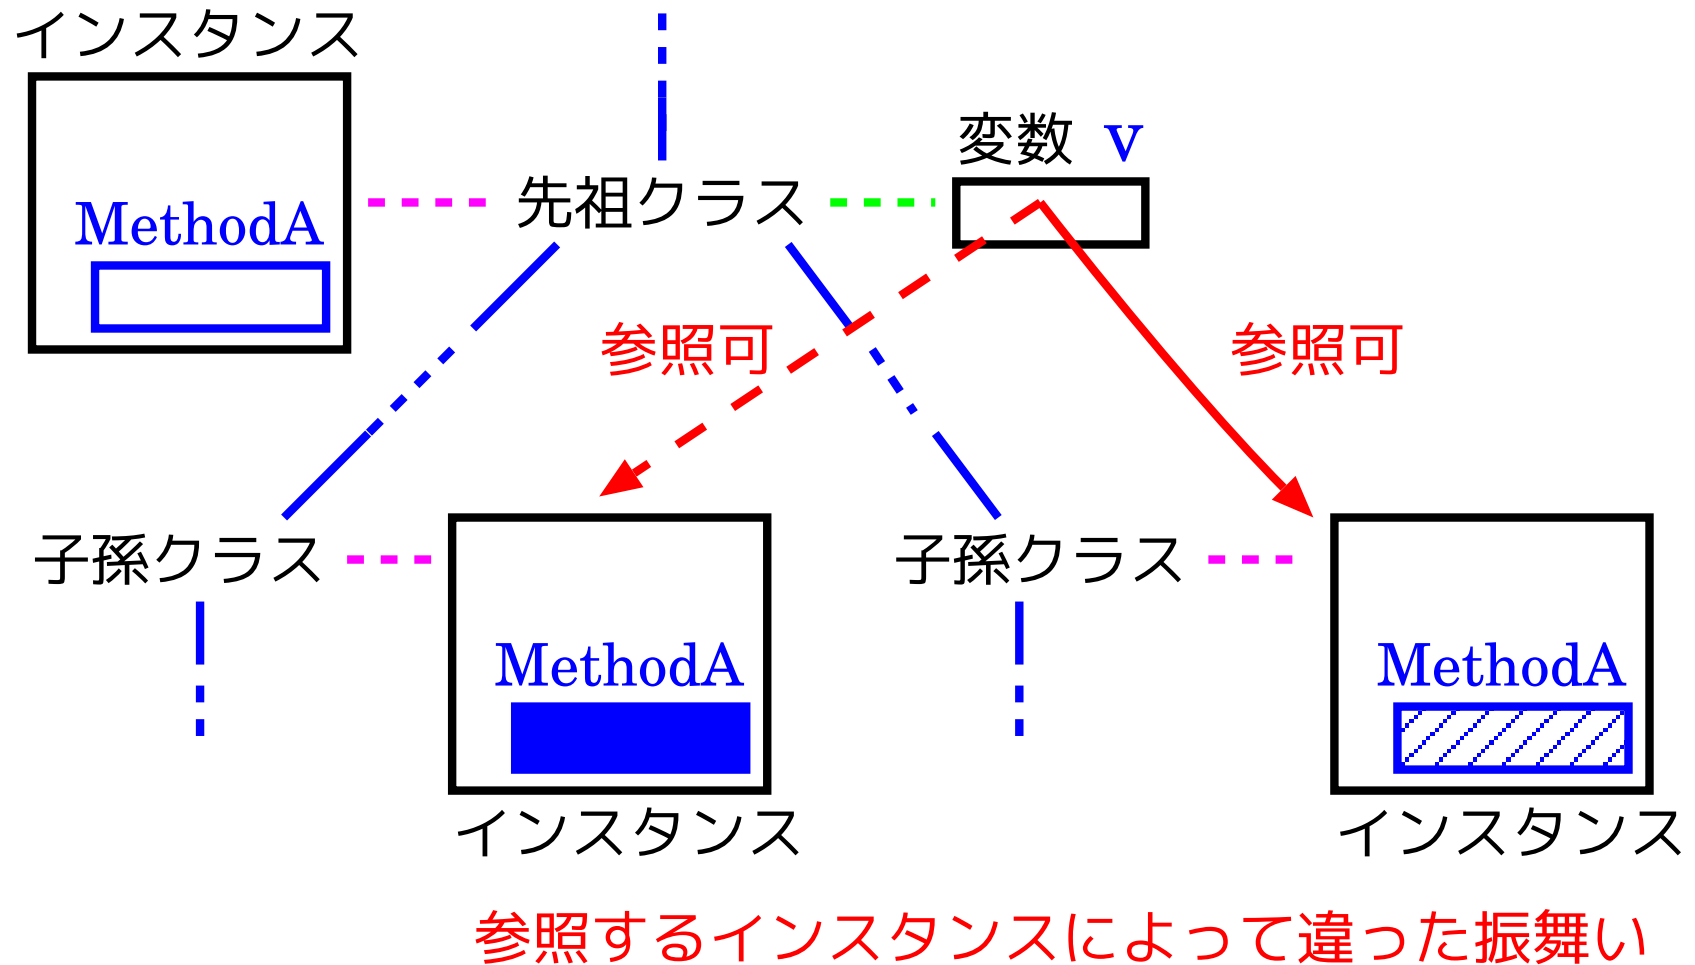 インスタンス
変数 v
MethodA
先祖クラス
参照可
参照可
子孫クラス
子孫クラス
MethodA
MethodA
インスタンス
インスタンス
参照するインスタンスによって違った振舞い